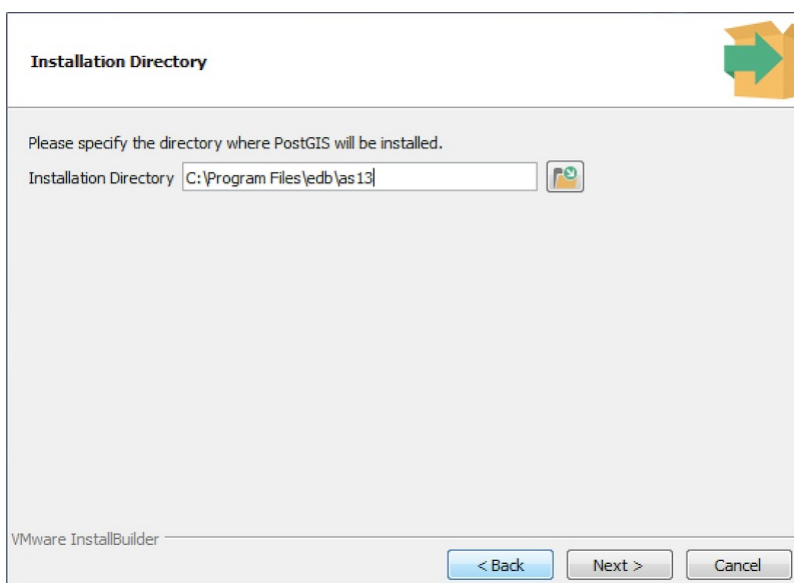 Installation Directory
Please specify the directory where PostGIS will be installed.
Installation Directory C:\Program Files\edb\as13
VMware InstallBuilder
< Back Next > Cancel